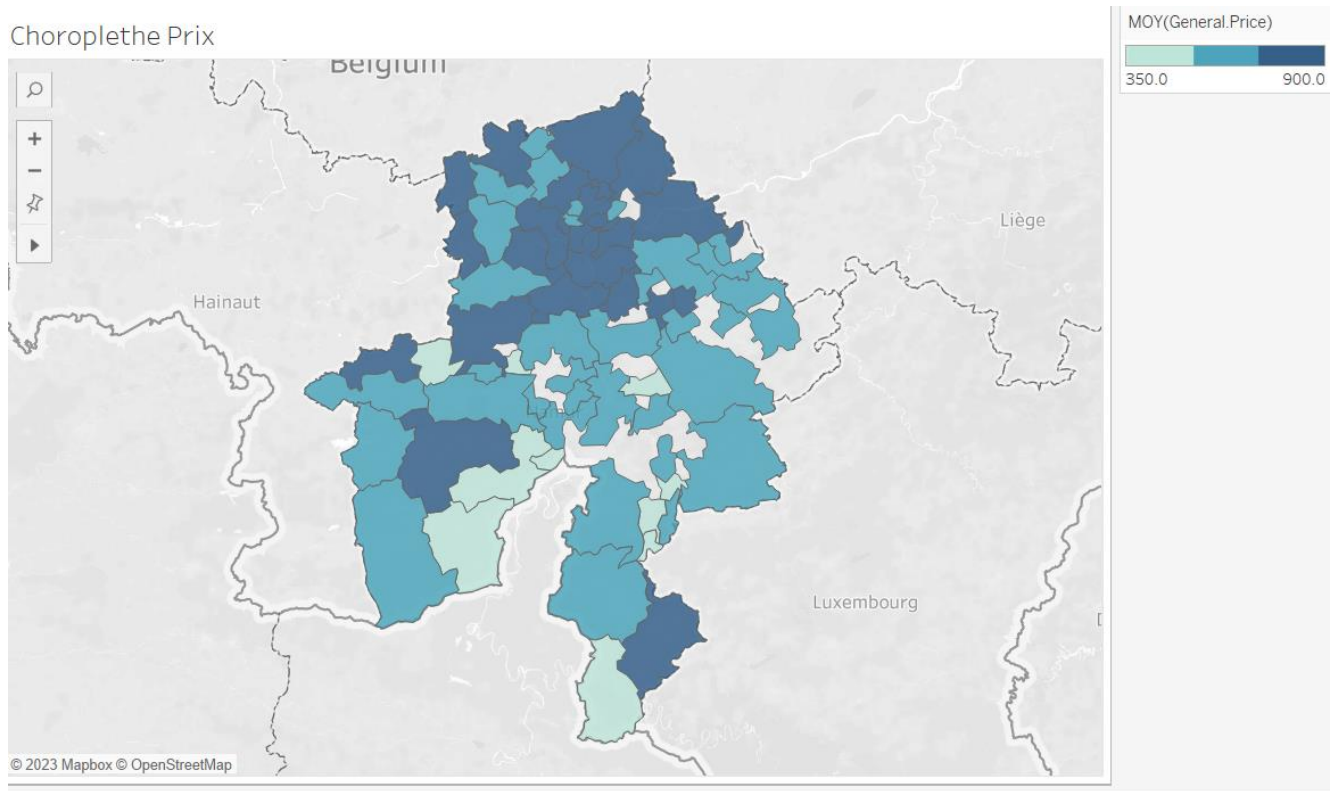 Choroplethe Prix
MOY(General.Price)
350.0 900.0
Belgium
Liège
Hainaut
Luxembourg
© 2023 Mapbox © OpenStreetMap